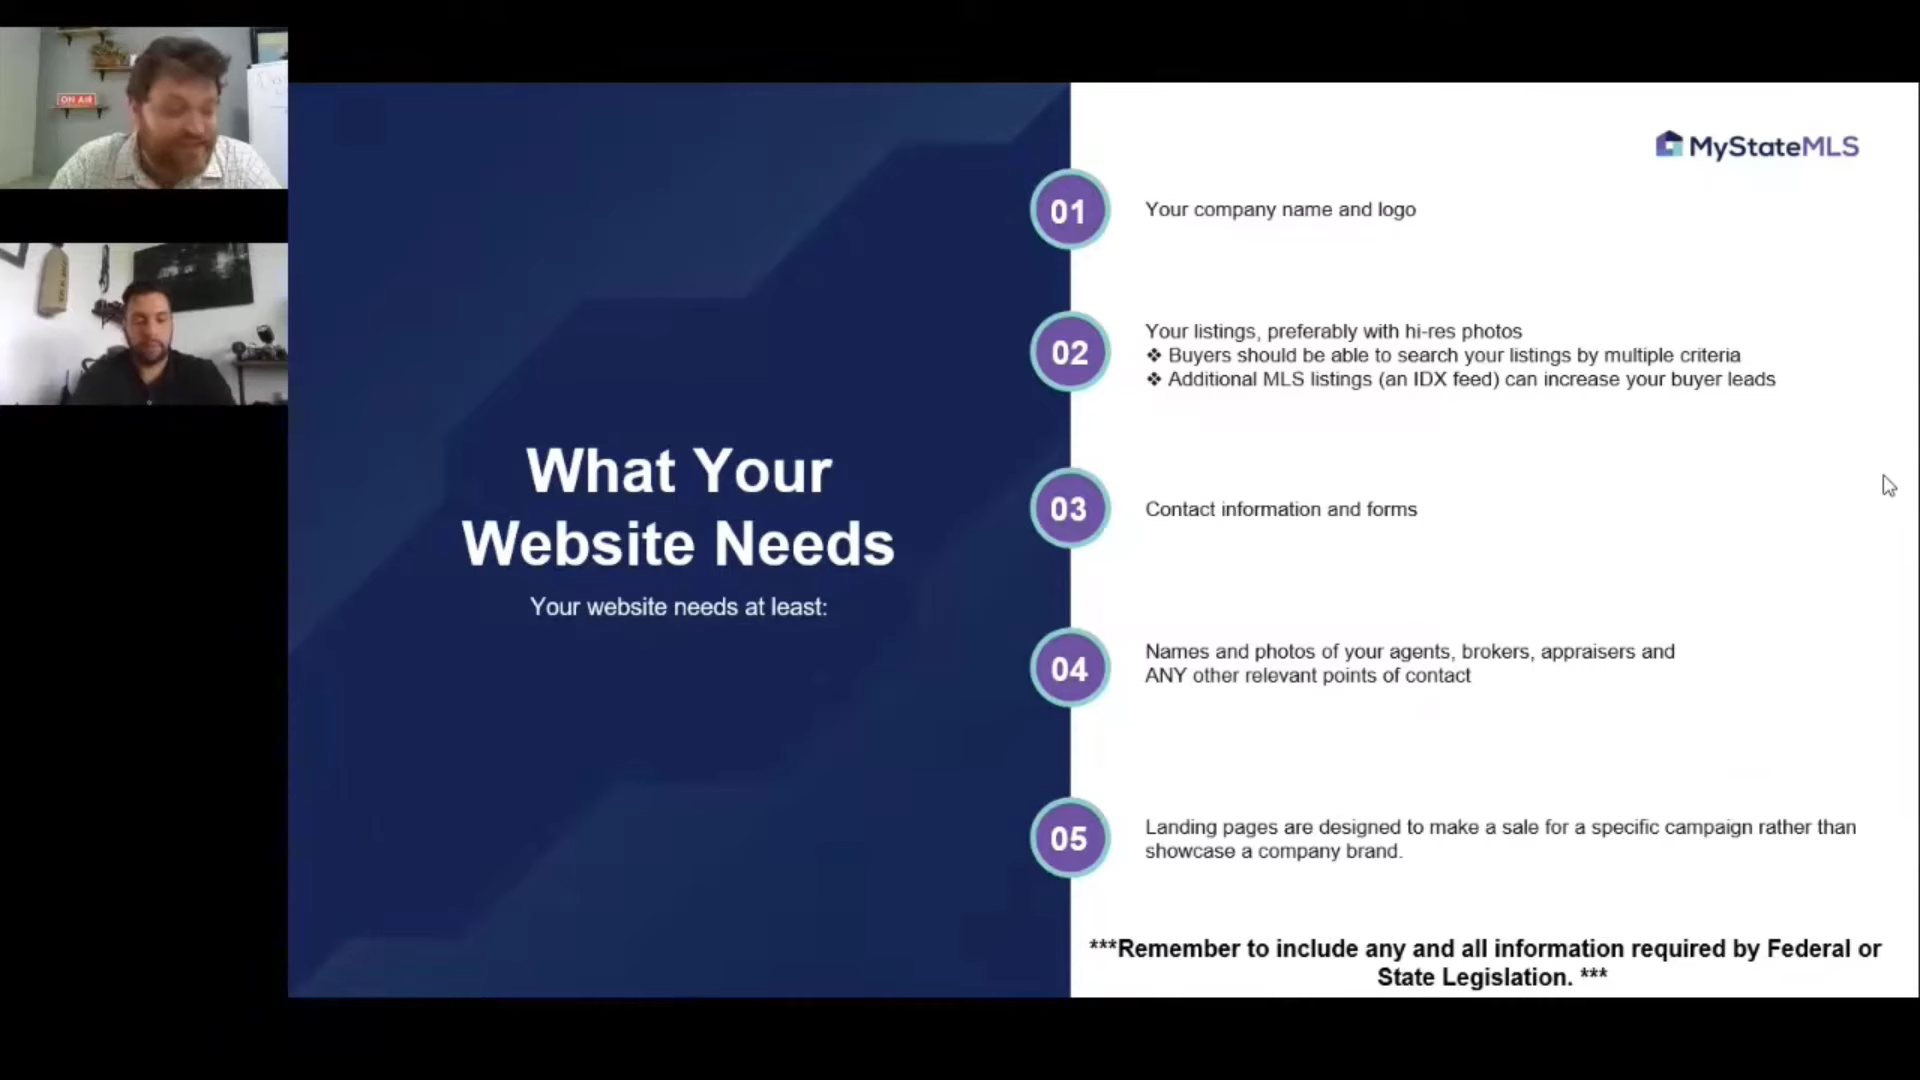 ON AIR
MyStateMLS
What Your
Website Needs
Your website needs at least:
01
Your company name and logo
02
Your listings, preferably with hi-res photos
❖ Buyers should be able to search your listings by multiple criteria
❖ Additional MLS listings (an IDX feed) can increase your buyer leads
03
Contact information and forms
04
Names and photos of your agents, brokers, appraisers and
ANY other relevant points of contact
05
Landing pages are designed to make a sale for a specific campaign rather than
showcase a company brand.
***Remember to include any and all information required by Federal or
State Legislation. ***